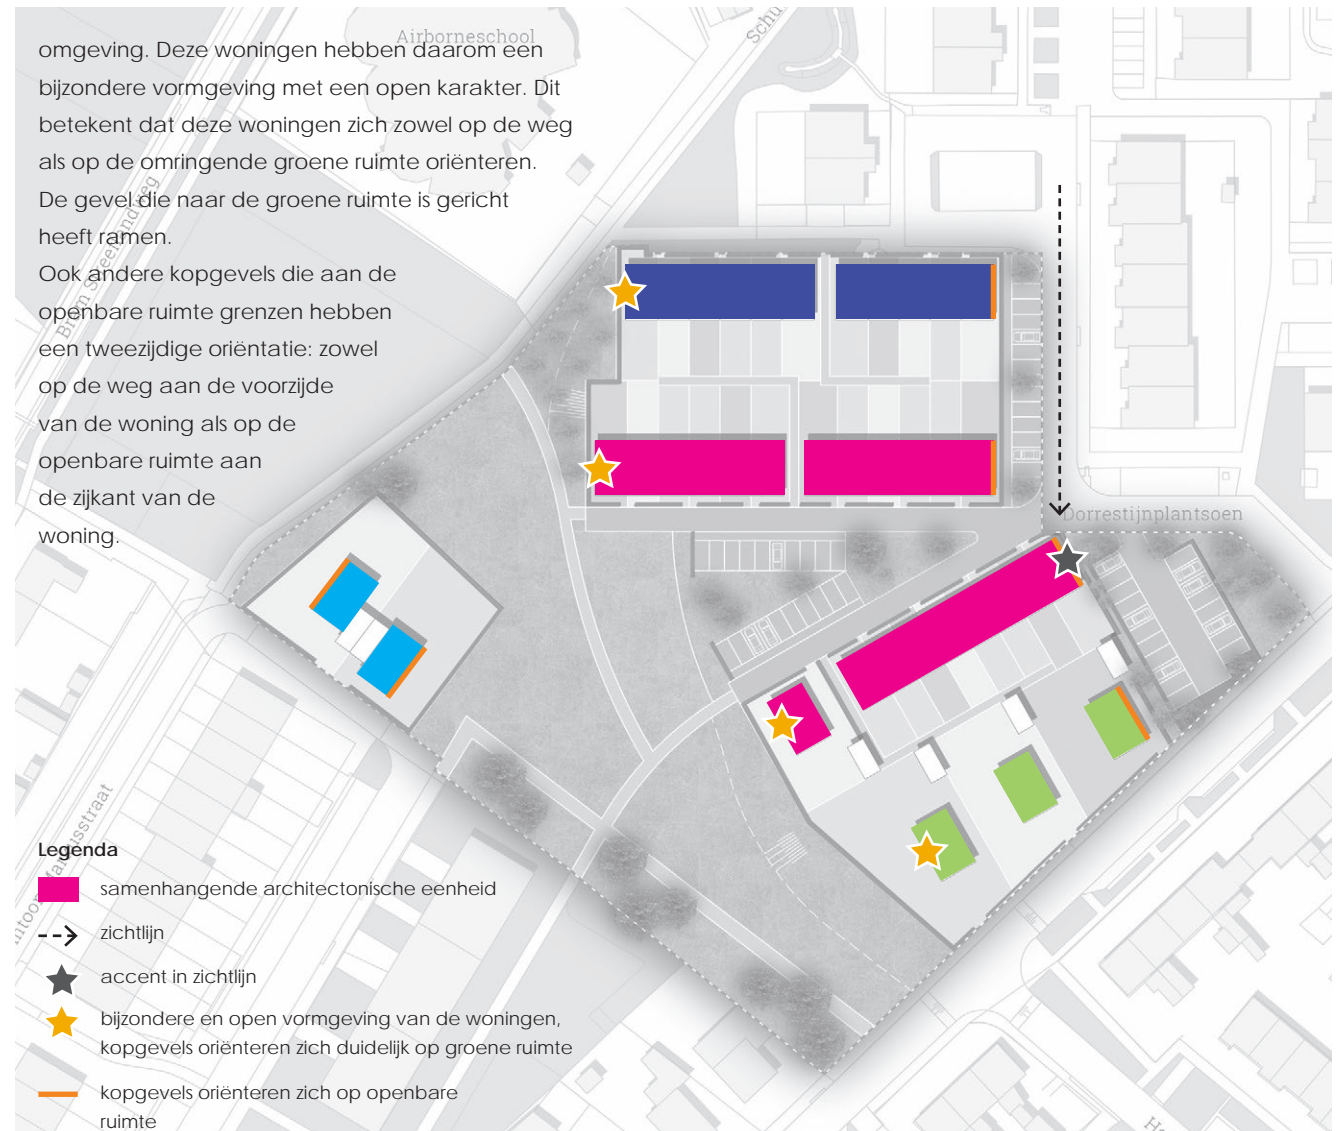 omgeving. Deze woningen hebben daarom een
bijzondere vormgeving met een open karakter. Dit
betekent dat deze woningen zich zowel op de weg
als op de omringende groene ruimte oriënteren.
De gevel die naar de groene ruimte is gericht
heeft ramen.
Ook andere kopgevels die aan de
openbare ruimte grenzen hebben
een tweezijdige oriëntatie: zowel
op de weg aan de voorzijde
van de woning als op de
openbare ruimte aan
de zijkant van de
woning.
Airborneschool
Dorrestijnplantsoen
Legenda
samenhangende architectonische eenheid
zichtlijn
accent in zichtlijn
bijzondere en open vormgeving van de woningen,
kopgevels oriënteren zich duidelijk op groene ruimte
kopgevels oriënteren zich op openbare
ruimte